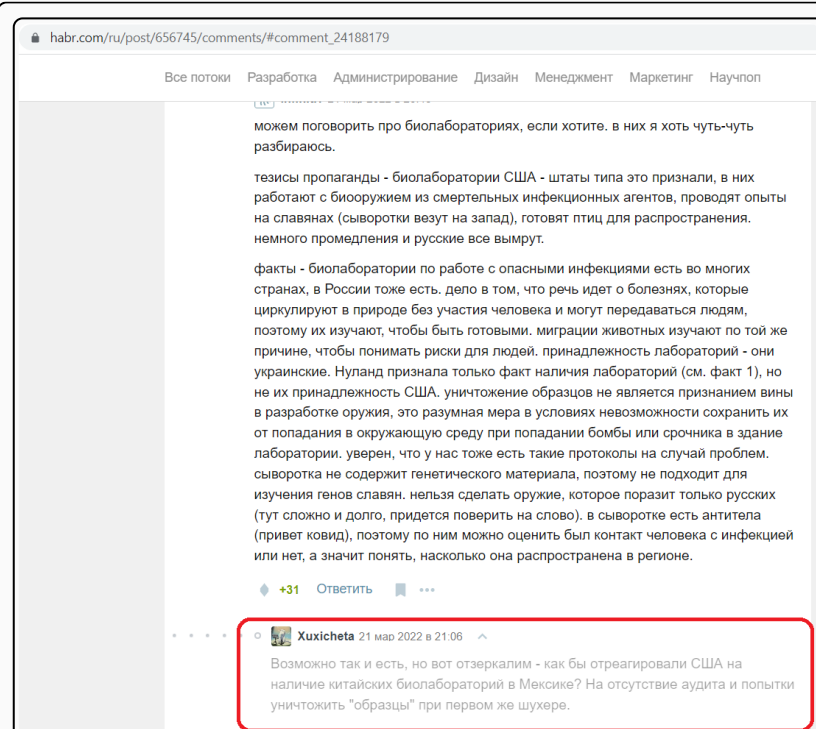 habr.com/ru/post/656745/comments/#comment_24188179
Все потоки Разработка Администрирование Дизайн Менеджмент Маркетинг Научпоп
можем поговорить про биолабораториях, если хотите. в них я хоть чуть-чуть
разбираюсь.
тезисы пропаганды - биолаборатории США - штаты типа это признали, в них
работают с биооружием из смертельных инфекционных агентов, проводят опыты
на славянах (сыворотки везут на запад), готовят птиц для распространения.
немного промедления и русские все вымрут.
факты - биолаборатории по работе с опасными инфекциями есть во многих
странах, в России тоже есть. дело в том, что речь идет о болезнях, которые
циркулируют в природе без участия человека и могут передаваться людям,
поэтому их изучают, чтобы быть готовыми. миграции животных изучают по той же
причине, чтобы понимать риски для людей. принадлежность лабораторий - они
украинские. Нуланд признала только факт наличия лабораторий (см. факт 1), но
не их принадлежность США. уничтожение образцов не является признанием вины
в разработке оружия, это разумная мера в условиях невозможности сохранить их
от попадания в окружающую среду при попадании бомбы или срочника в здание
лаборатории. уверен, что у нас тоже есть такие протоколы на случай проблем.
сыворотка не содержит генетического материала, поэтому не подходит для
изучения генов славян. нельзя сделать оружие, которое поразит только русских
(тут сложно и долго, придется поверить на слово). в сыворотке есть антитела
(привет ковид), поэтому по ним можно оценить был контакт человека с инфекцией
или нет, а значит понять, насколько она распространена в регионе.
+31 Ответить
Xuxicheta 21 мар 2022 в 21:06
Возможно так и есть, но вот отзеркалим - как бы отреагировали США на
наличие китайских биолабораторий в Мексике? На отсутствие аудита и попытки
уничтожить "образцы" при первом же шухере.